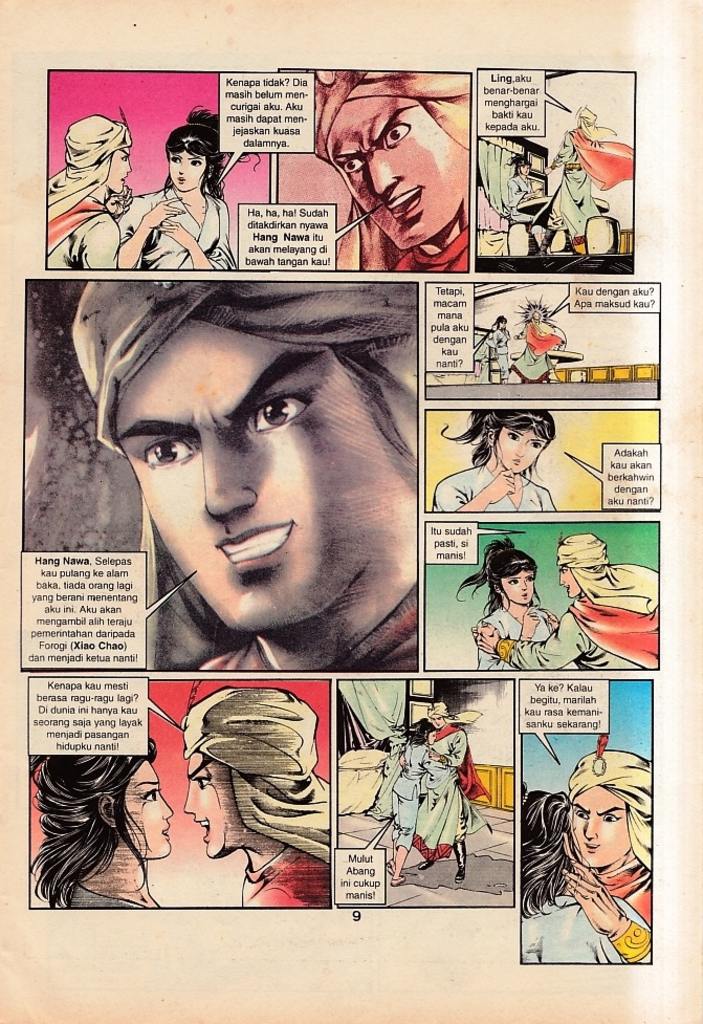 Kenapa tidak? Dia
masih belum men-
curigai aku. Aku
masih dapat men-
jejaskan kuasa
dalamnya.
Ha, ha, ha! Sudah
ditakdirkan nyawa
Hang Nawa itu
akan melayang di
bawah tangan kau!
Ling,aku
benar-benar
menghargai
bakti kau
kepada aku.
Hang Nawa, Selepas
kau pulang ke alam
baka, tiada orang lagi
yang berani menentang
aku ini. Aku akan
mengambil alih teraju
pemerintahan daripada
Forogi (Xiao Chao)
dan menjadi ketua nanti!
Tetapi,
macam
mana
pula aku
dengan
kau
nanti?
Kau dengan aku?
Apa maksud kau?
Adakah
kau akan
berkahwin
dengan
aku nanti?
Itu sudah
pasti, si
manis!
Kenapa kau mesti
berasa ragu-ragu lagi?
Di dunia ini hanya kau
seorang saja yang layak
menjadi pasangan
hidupku nanti!
Mulut
Abang
ini cukup
manis!
Ya ke? Kalau
begitu, marilah
kau rasa kemani-
sanku sekarang!
9